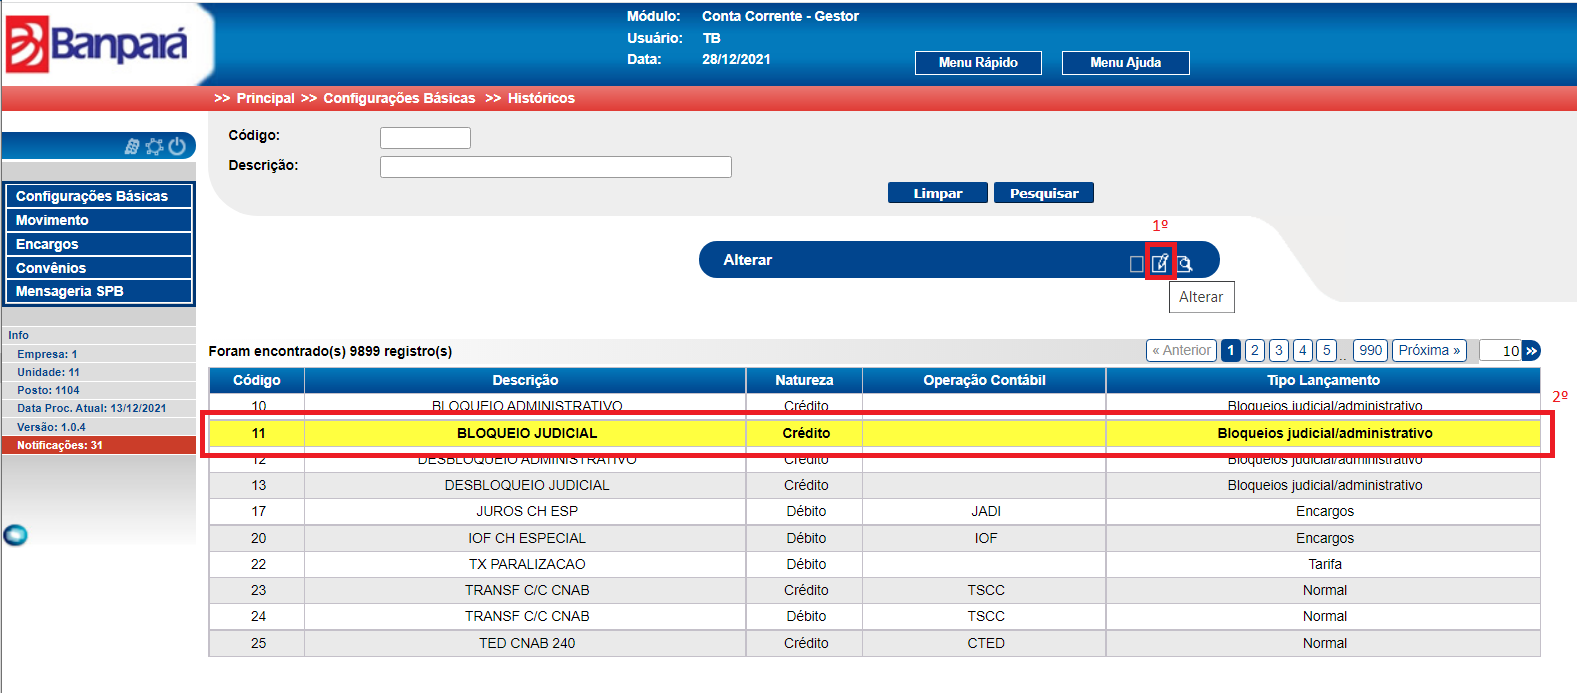 Banpará
Módulo: Conta Corrente - Gestor
Usuário: TB
Data: 28/12/2021
Menu Rápido Menu Ajuda
>> Principal >> Configurações Básicas >> Históricos
Código:
Descrição:
Limpar Pesquisar
Configurações Básicas
Movimento
Encargos
Convênios
Mensageria SPB
Info
Empresa: 1
Unidade: 11
Posto: 1104
Data Proc. Atual: 13/12/2021
Versão: 1.0.4
Notificações: 31
1º
Alterar
Alterar
Foram encontrado(s) 9899 registro(s)
« Anterior 1 2 3 4 5 .. 990 Próxima » 10 »
Código Descrição Natureza Operação Contábil Tipo Lançamento
2º
10 BLOQUEIO ADMINISTRATIVO Crédito Bloqueios judicial/administrativo
11 BLOQUEIO JUDICIAL Crédito Bloqueios judicial/administrativo
12 DESBLOQUEIO ADMINISTRATIVO Crédito Bloqueios judicial/administrativo
13 DESBLOQUEIO JUDICIAL Crédito Bloqueios judicial/administrativo
17 JUROS CH ESP Débito JADI Encargos
20 IOF CH ESPECIAL Débito IOF Encargos
22 TX PARALIZACAO Débito Tarifa
23 TRANSF C/C CNAB Crédito TSCC Normal
24 TRANSF C/C CNAB Débito TSCC Normal
25 TED CNAB 240 Crédito CTED Normal